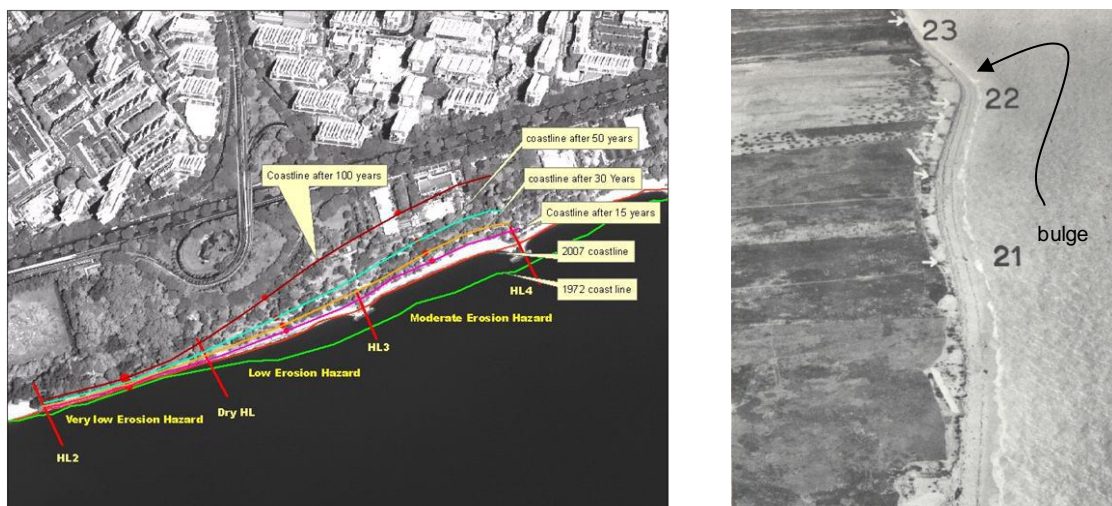 coastline after 50 years
Coastline after 100 years
coastline after 30 Years
Coastline after 15 years
2007 coastline
1972 coast line
HL4
Moderate Erosion Hazard
HL3
Low Erosion Hazard
Dry HL
Very low Erosion Hazard
HL2
23
22
bulge
21